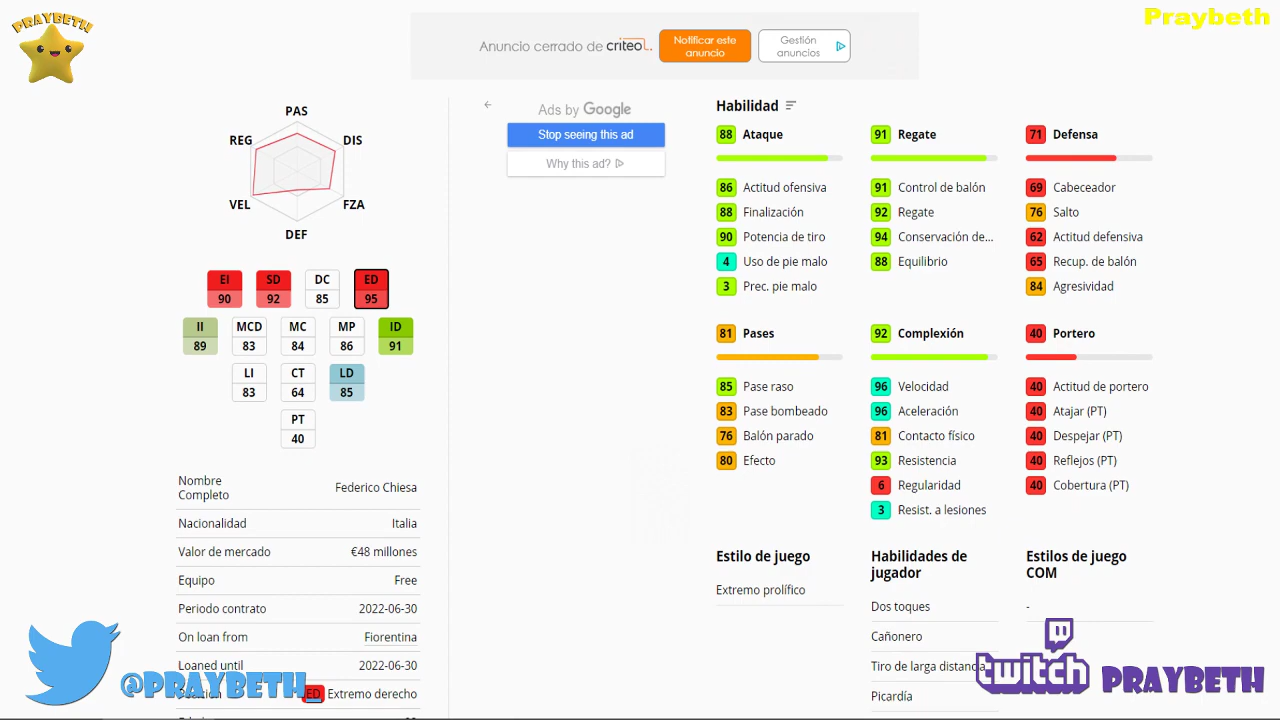 PRAYBETH
Praybeth
Anuncio cerrado de criteo.
Notificar este
anuncio
Gestión
anuncios
PAS
REG
DIS
VEL
FZA
DEF
EI
SD
DC
ED
90
92
85
95
II
MCD
MC
MP
ID
89
83
84
86
91
LI
CT
LD
83
64
85
PT
40
Nombre
Completo
Federico Chiesa
Nacionalidad
Italia
Valor de mercado
€48 millones
Equipo
Free
Periodo contrato
2022-06-30
On loan from
Fiorentina
Loaned until
2022-06-30
ED Extremo derecho
@PRAYBETH_
Ads by Google
Stop seeing this ad
Why this ad?
Habilidad
88 Ataque
86 Actitud ofensiva
88 Finalización
90 Potencia de tiro
4 Uso de pie malo
3 Prec. pie malo
91 Regate
91 Control de balón
92 Regate
94 Conservación de...
88 Equilibrio
71 Defensa
69 Cabeceador
76 Salto
62 Actitud defensiva
65 Recup. de balón
84 Agresividad
81 Pases
85 Pase raso
83 Pase bombeado
76 Balón parado
80 Efecto
92 Complexión
96 Velocidad
96 Aceleración
81 Contacto físico
93 Resistencia
6 Regularidad
3 Resist. a lesiones
40 Portero
40 Actitud de portero
40 Atajar (PT)
40 Despejar (PT)
40 Reflejos (PT)
40 Cobertura (PT)
Estilo de juego
Extremo prolífico
Habilidades de
jugador
Dos toques
Cañonero
Tiro de larga distancia
Picardía
Estilos de juego
COM
-
twitch PRAYBETH